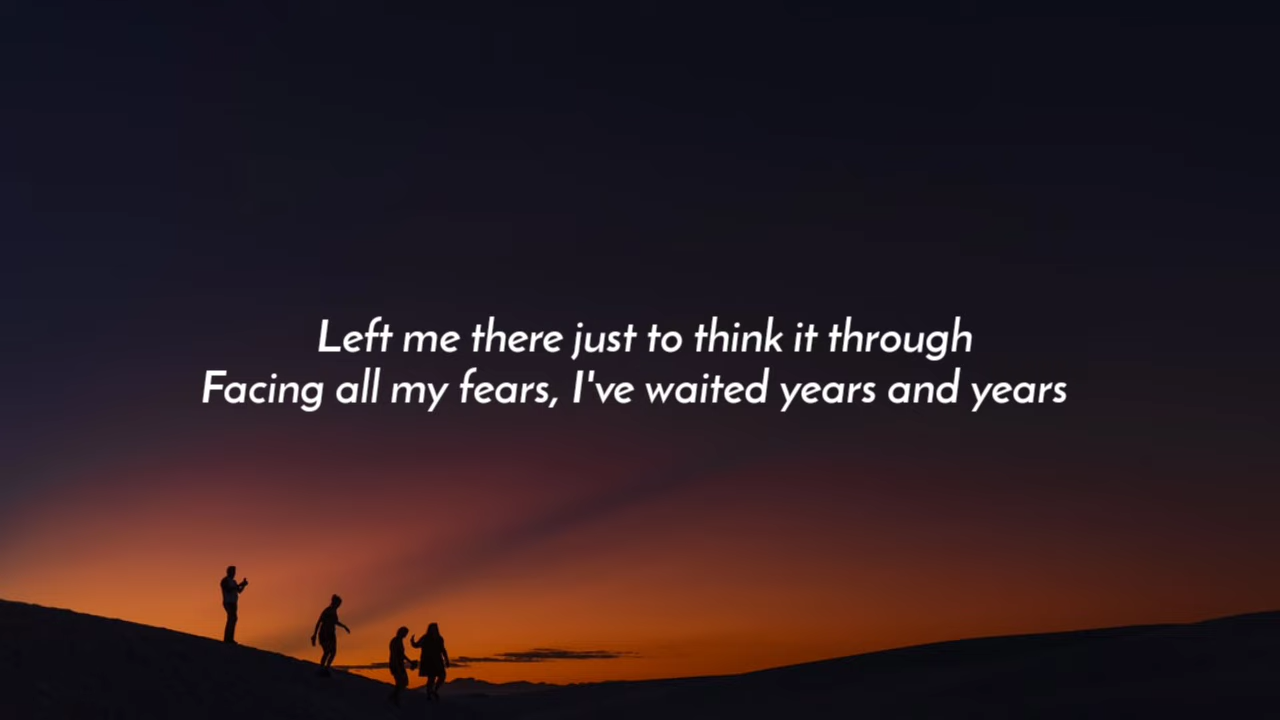 Left me there just to think it through
Facing all my fears, I've waited years and years